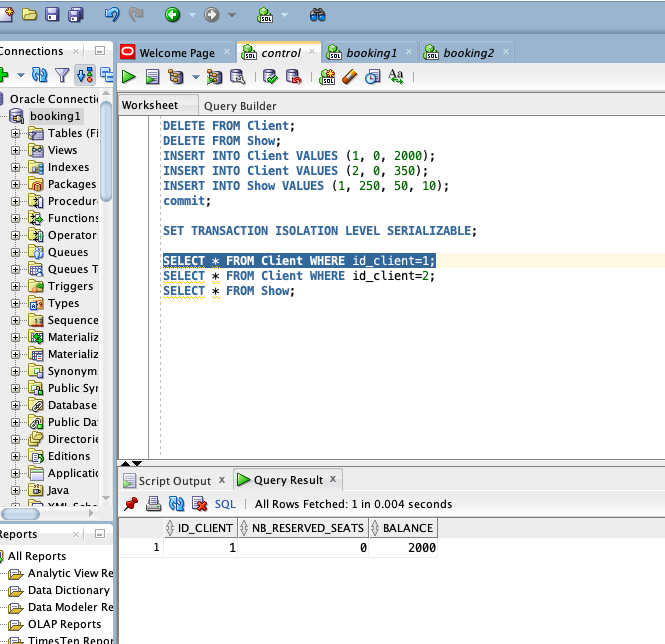 Connections
Oracle Connecti
booking1
Tables (Fi
Views
Indexes
Packages
Procedur
Functions
Operator
Queues
Queues T
Triggers
Types
Sequence
Materializ
Materializ
Synonym
Public Syn
Database
Public Da
Directorie
Editions
Applicatio
Java
XML Sche
Reports
All Reports
Analytic View Re
Data Dictionary
Data Modeler Re
OLAP Reports
TimesTen Repor
Welcome Page
control
booking1
booking2
SQL
Aa
Worksheet
Query Builder
DELETE FROM Client;
DELETE FROM Show;
INSERT INTO Client VALUES (1, 0, 2000);
INSERT INTO Client VALUES (2, 0, 350);
INSERT INTO Show VALUES (1, 250, 50, 10);
commit;
SET TRANSACTION ISOLATION LEVEL SERIALIZABLE;
SELECT * FROM Client WHERE id_client=1;
SELECT * FROM Client WHERE id_client=2;
SELECT * FROM Show;
Script Output x
Query Result x
SQL | All Rows Fetched: 1 in 0.004 seconds
ID_CLIENT NB_RESERVED_SEATS BALANCE
1 1 0 2000